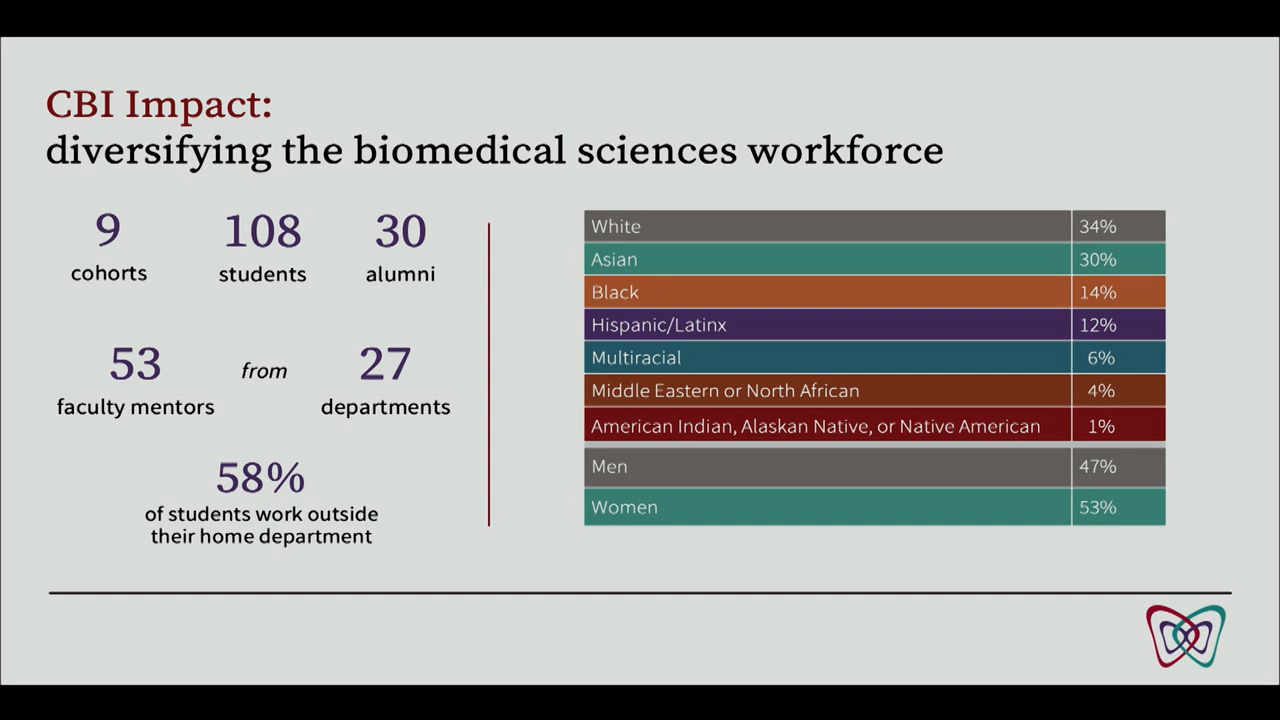 CBI Impact:
diversifying the biomedical sciences workforce
9
cohorts
108
students
30
alumni
53
faculty mentors
from
27
departments
58%
of students work outside
their home department
White 34%
Asian 30%
Black 14%
Hispanic/Latinx 12%
Multiracial 6%
Middle Eastern or North African 4%
American Indian, Alaskan Native, or Native American 1%
Men 47%
Women 53%